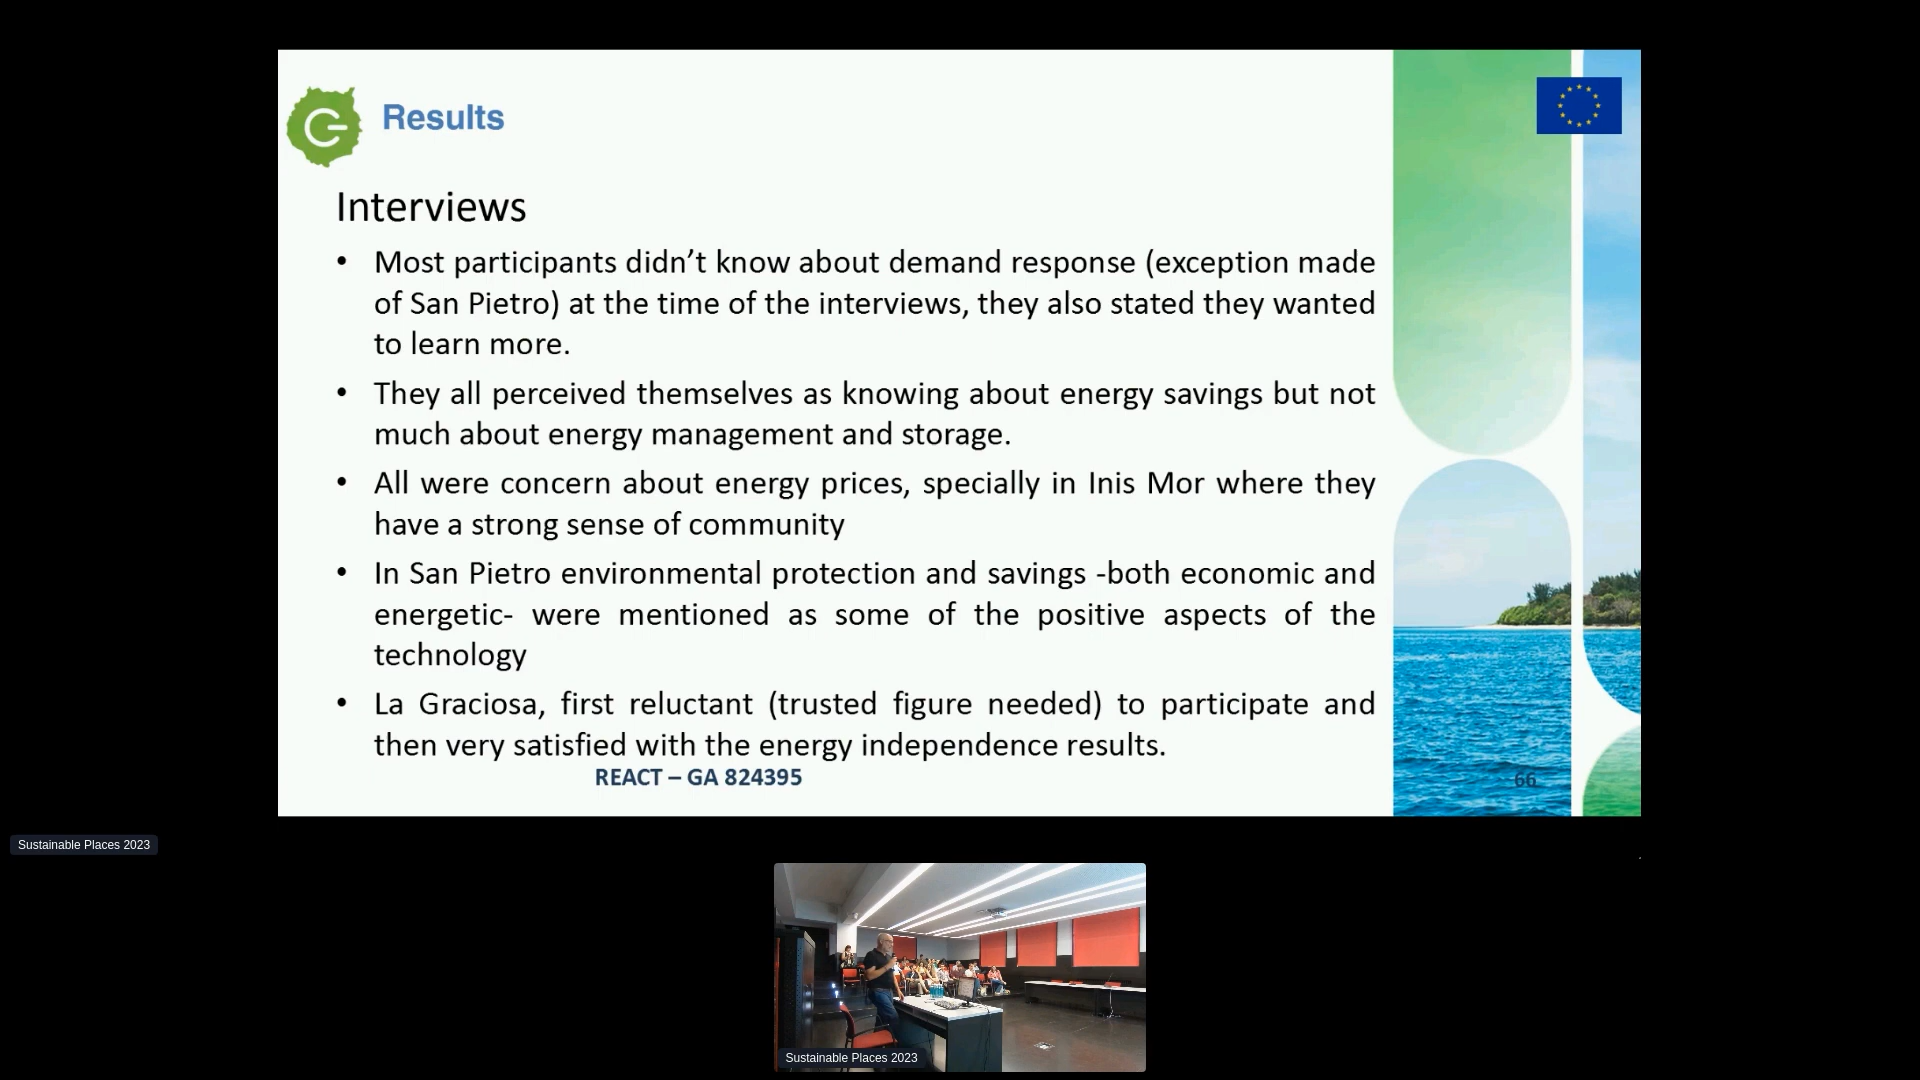 Results
Interviews
• Most participants didn’t know about demand response (exception made
of San Pietro) at the time of the interviews, they also stated they wanted
to learn more.
• They all perceived themselves as knowing about energy savings but not
much about energy management and storage.
• All were concern about energy prices, specially in Inis Mor where they
have a strong sense of community
• In San Pietro environmental protection and savings -both economic and
energetic- were mentioned as some of the positive aspects of the
technology
• La Graciosa, first reluctant (trusted figure needed) to participate and
then very satisfied with the energy independence results.
REACT – GA 824395
66
Sustainable Places 2023
Sustainable Places 2023